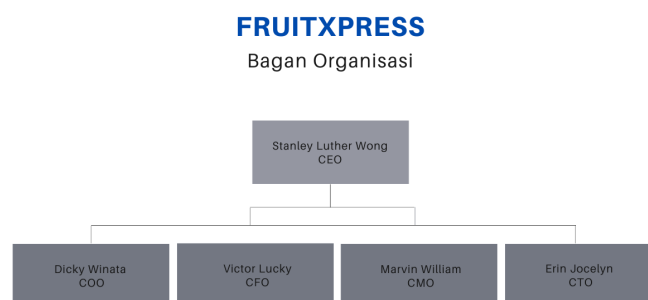 FRUITXPRESS
Bagan Organisasi
Stanley Luther Wong
CEO
Dicky Winata
COO
Victor Lucky
CFO
Marvin William
CMO
Erin Jocelyn
CTO